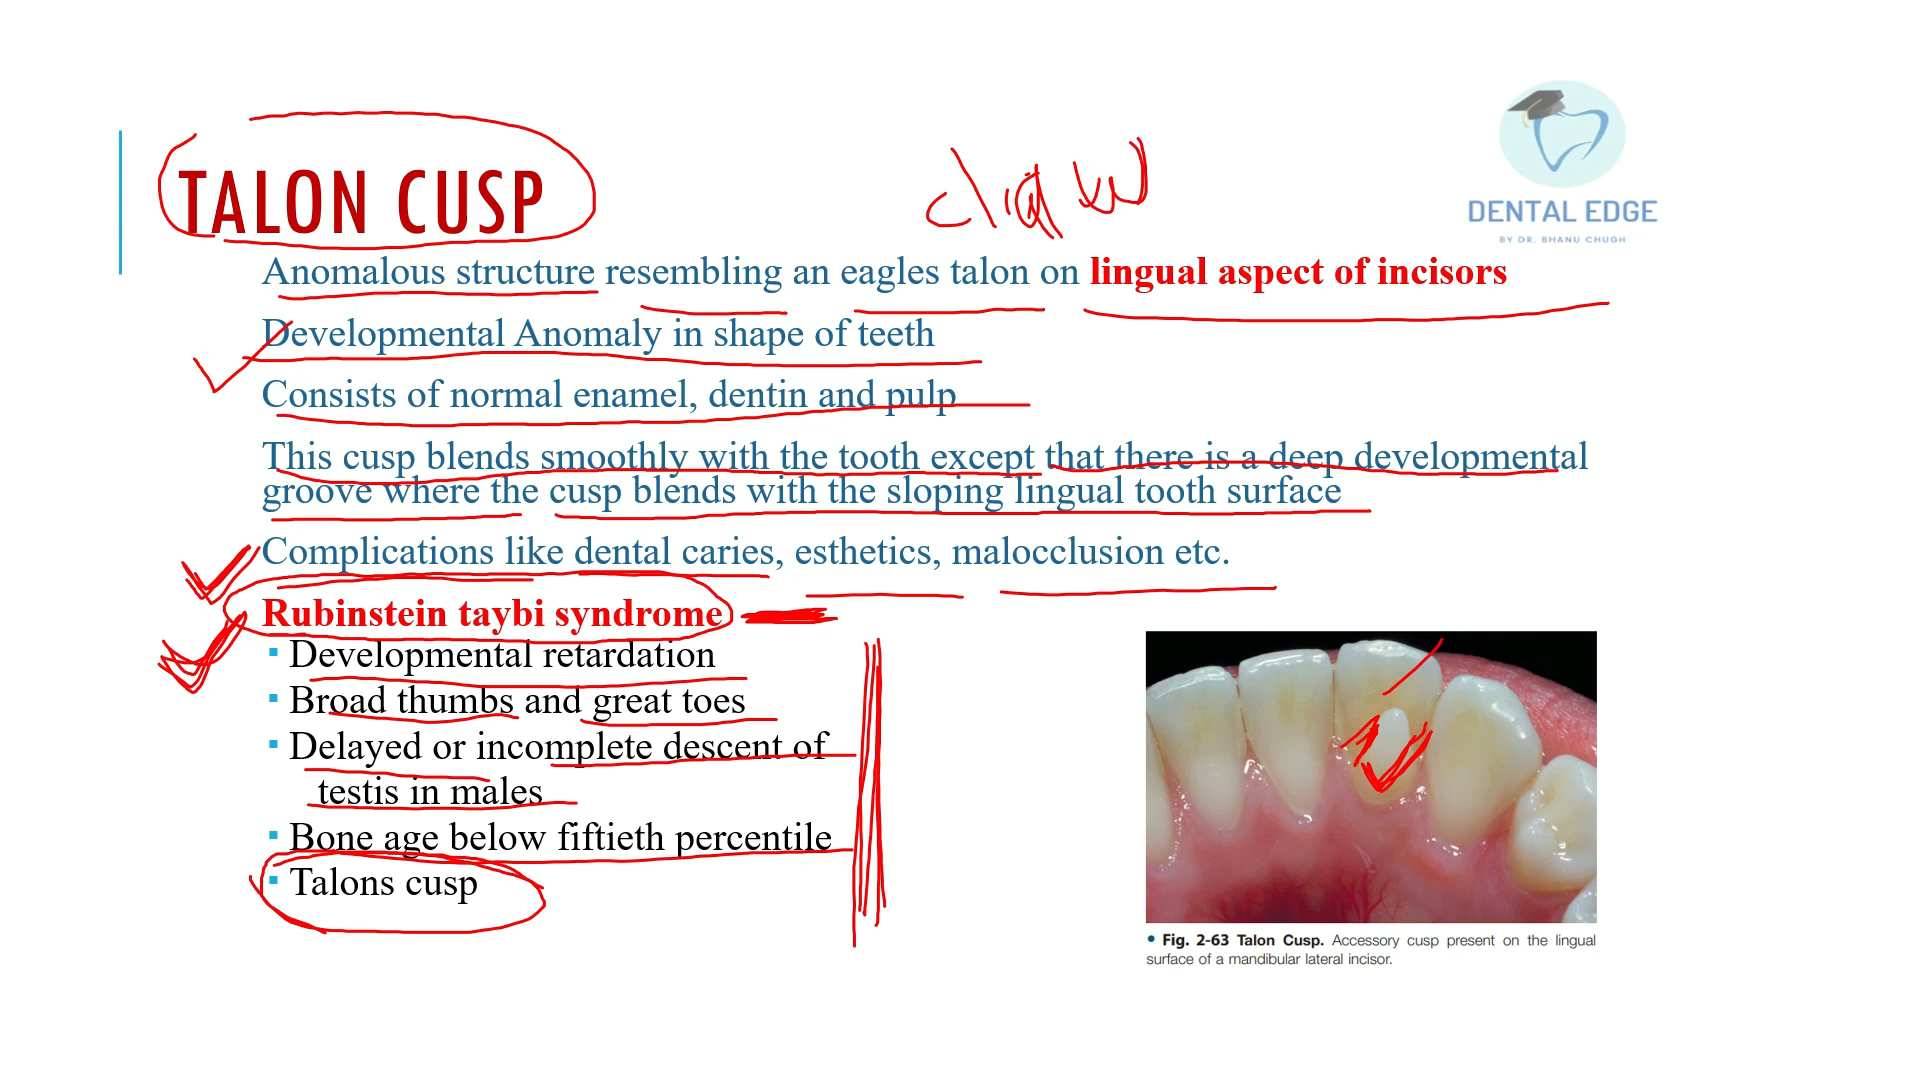 TALON CUSP
DENTAL EDGE
BY DR. BHANU CHUGH
Anomalous structure resembling an eagles talon on lingual aspect of incisors
Developmental Anomaly in shape of teeth
Consists of normal enamel, dentin and pulp
This cusp blends smoothly with the tooth except that there is a deep developmental
groove where the cusp blends with the sloping lingual tooth surface
Complications like dental caries, esthetics, malocclusion etc.
Rubinstein taybi syndrome
▪ Developmental retardation
▪ Broad thumbs and great toes
▪ Delayed or incomplete descent of
testis in males
▪ Bone age below fiftieth percentile
▪ Talons cusp
• Fig. 2-63 Talon Cusp. Accessory cusp present on the lingual
surface of a mandibular lateral incisor.